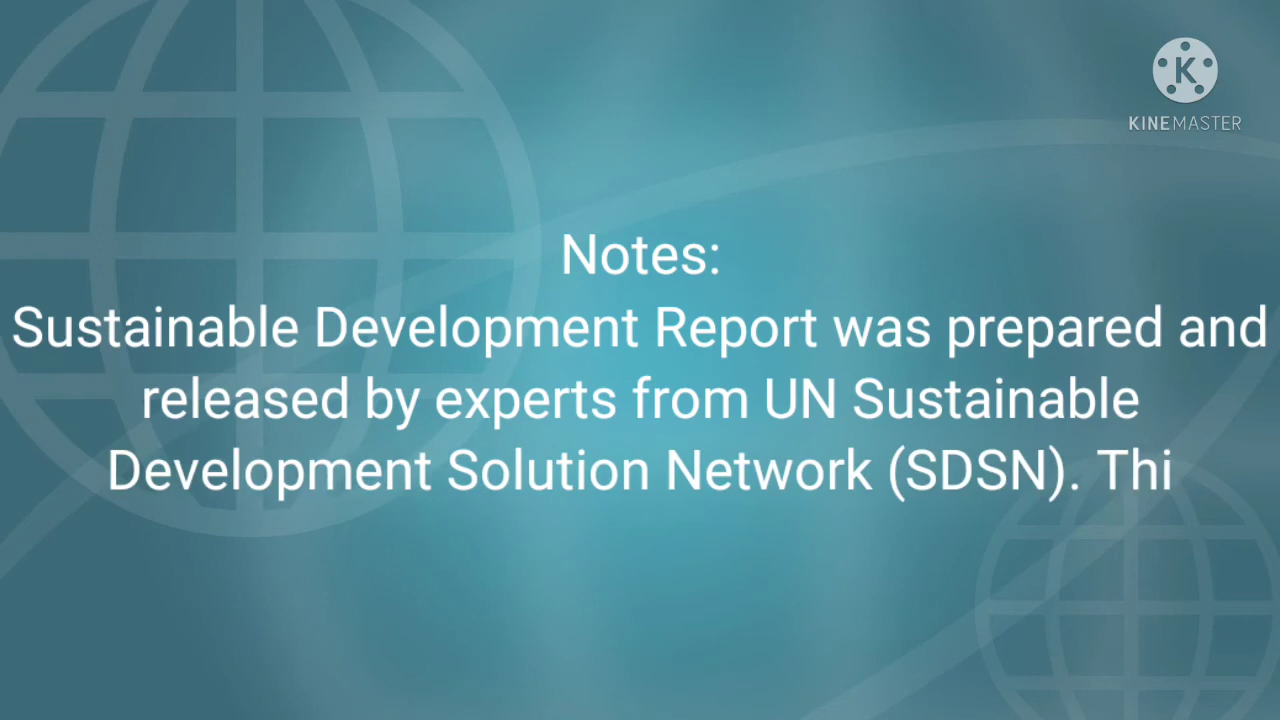 K
KINEMASTER
Notes:
Sustainable Development Report was prepared and
released by experts from UN Sustainable
Development Solution Network (SDSN). Thi